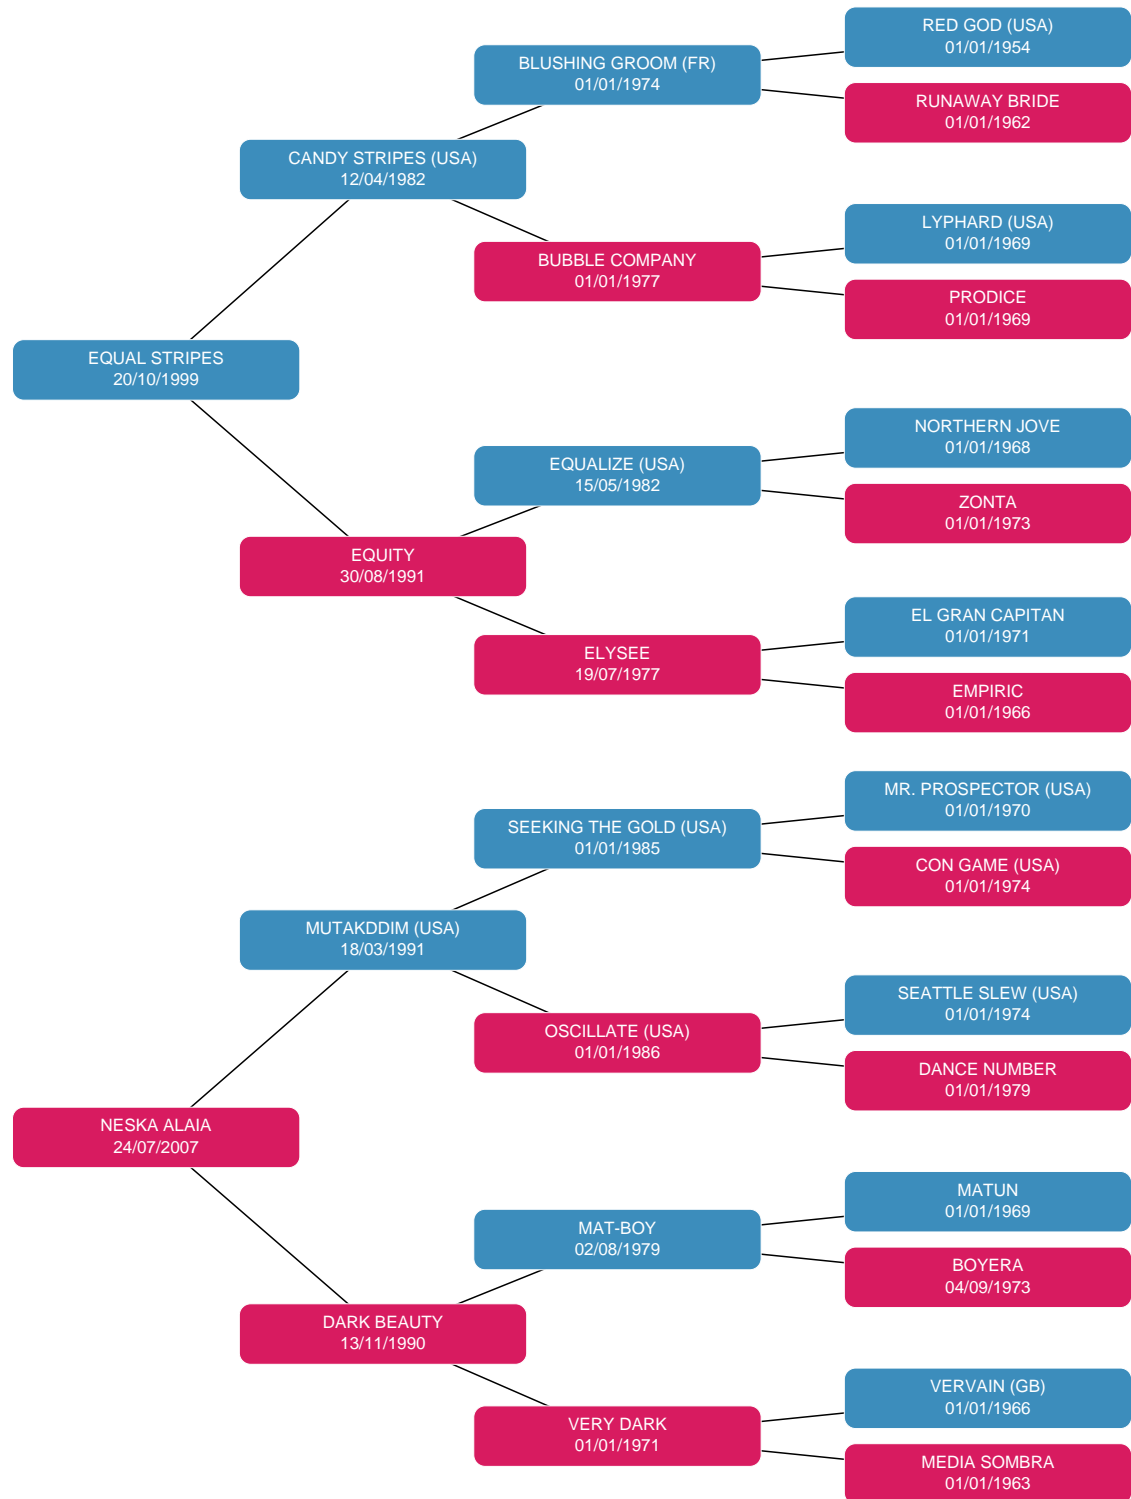 RED GOD (USA)
01/01/1954
BLUSHING GROOM (FR)
01/01/1974
RUNAWAY BRIDE
01/01/1962
CANDY STRIPES (USA)
12/04/1982
LYPHARD (USA)
01/01/1969
BUBBLE COMPANY
01/01/1977
PRODICE
01/01/1969
EQUAL STRIPES
20/10/1999
NORTHERN JOVE
01/01/1968
EQUALIZE (USA)
15/05/1982
ZONTA
01/01/1973
EQUITY
30/08/1991
EL GRAN CAPITAN
01/01/1971
ELYSEE
19/07/1977
EMPIRIC
01/01/1966
MR. PROSPECTOR (USA)
01/01/1970
SEEKING THE GOLD (USA)
01/01/1985
CON GAME (USA)
01/01/1974
MUTAKDDIM (USA)
18/03/1991
SEATTLE SLEW (USA)
01/01/1974
OSCILLATE (USA)
01/01/1986
DANCE NUMBER
01/01/1979
NESKA ALAIA
24/07/2007
MATUN
01/01/1969
MAT-BOY
02/08/1979
BOYERA
04/09/1973
DARK BEAUTY
13/11/1990
VERVAIN (GB)
01/01/1966
VERY DARK
01/01/1971
MEDIA SOMBRA
01/01/1963